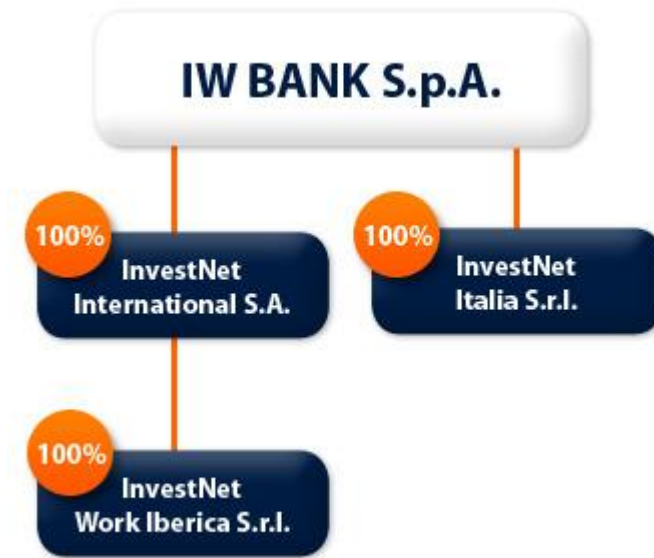 IW BANK S.p.A.
100%
InvestNet
International S.A.
100%
InvestNet
Italia S.r.l.
100%
InvestNet
Work Iberica S.r.l.